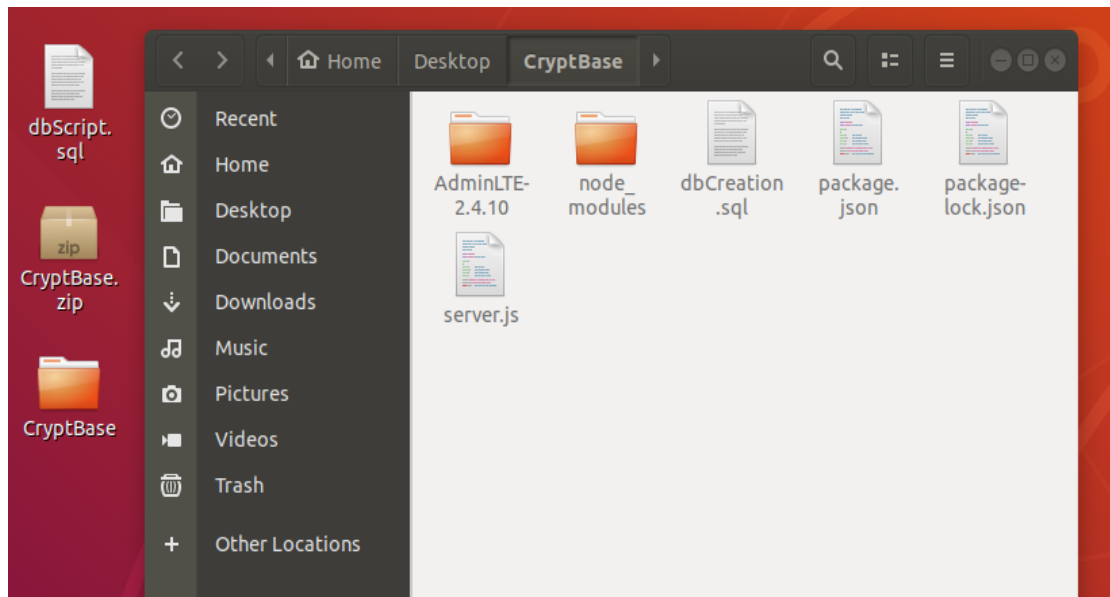 dbScript.
sql
zip
CryptBase.
zip
CryptBase
Home
Desktop
CryptBase
Recent
Home
Desktop
Documents
Downloads
Music
Pictures
Videos
Trash
Other Locations
AdminLTE-
2.4.10
node_
modules
dbCreation
.sql
package.
json
package-
lock.json
server.js